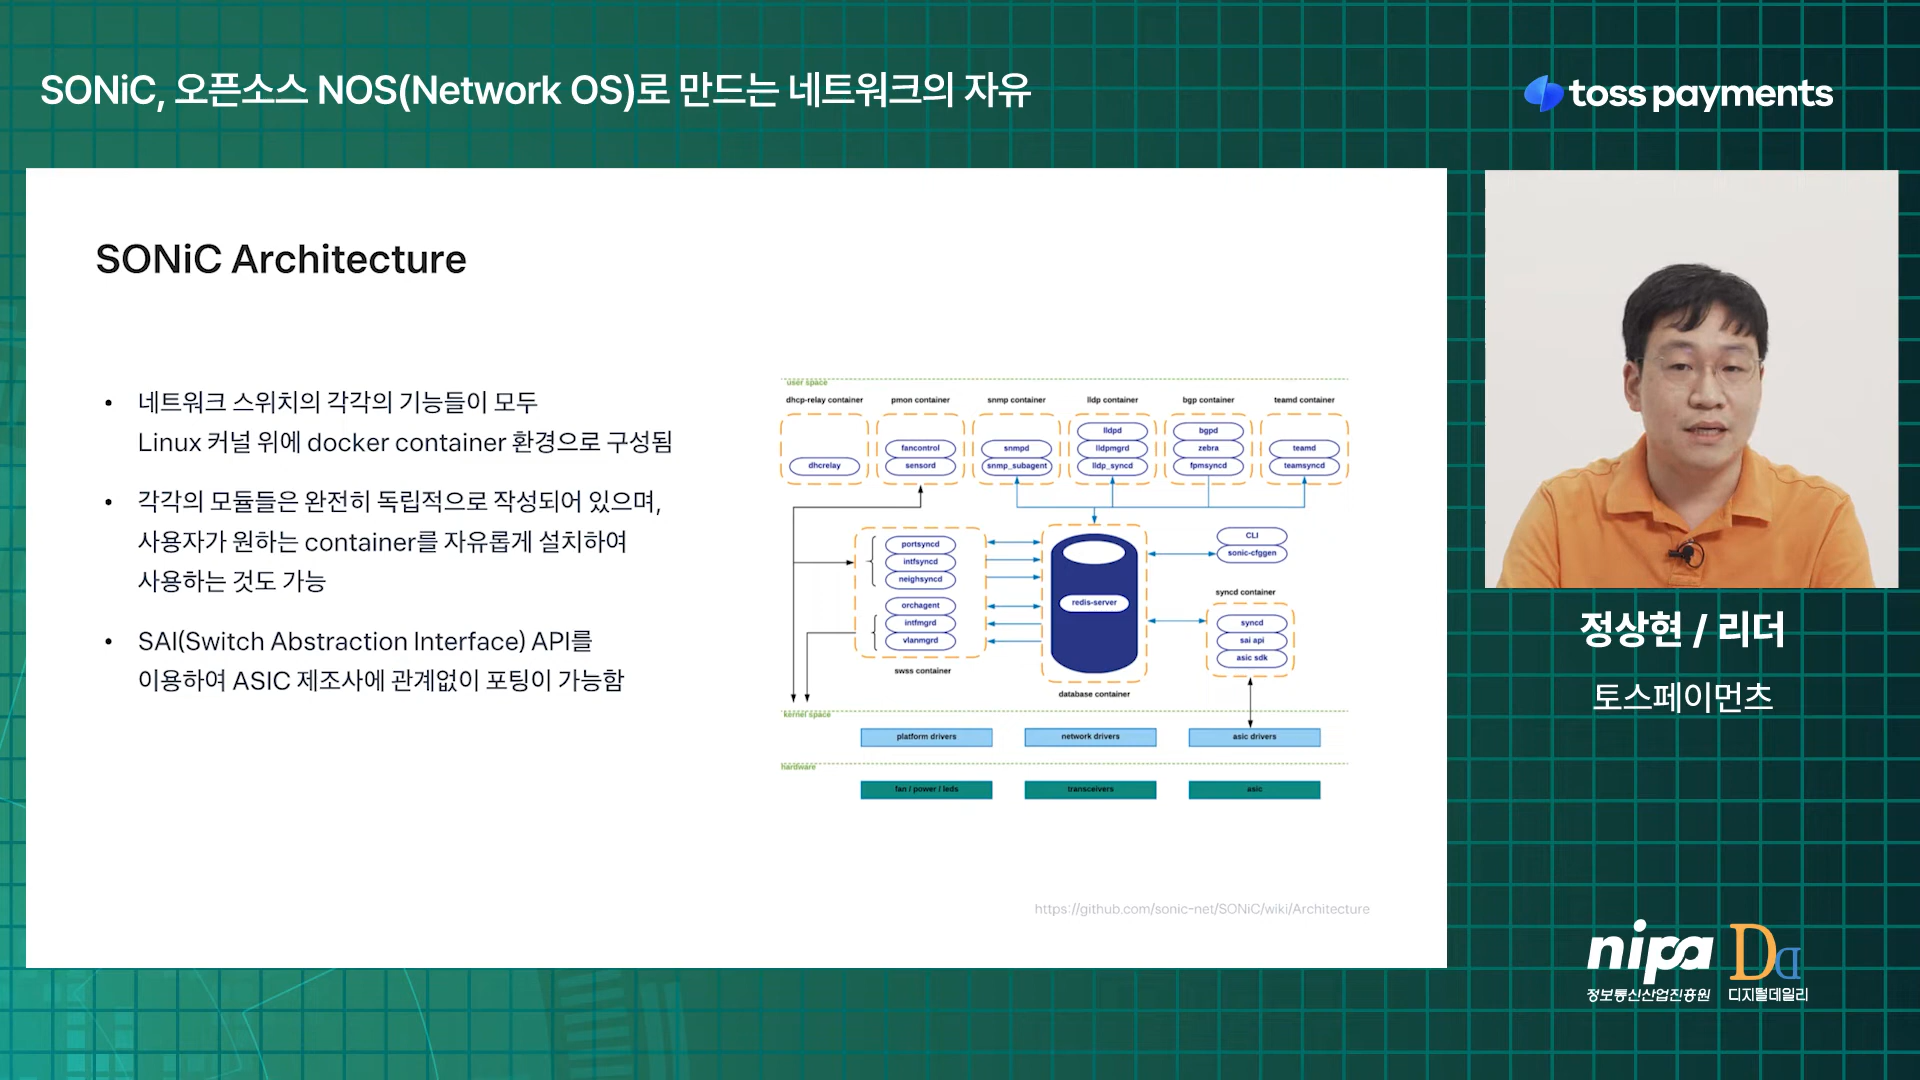 SONiC, 오픈소스 NOS(Network OS)로 만드는 네트워크의 자유
toss payments
SONiC Architecture
• 네트워크 스위치의 각각의 기능들이 모두
Linux 커널 위에 docker container 환경으로 구성됨
• 각각의 모듈들은 완전히 독립적으로 작성되어 있으며,
사용자가 원하는 container를 자유롭게 설치하여
사용하는 것도 가능
• SAI(Switch Abstraction Interface) API를
이용하여 ASIC 제조사에 관계없이 포팅이 가능함
user space
dhcp-relay container
pmon container
snmp container
lldp container
bgp container
teamd container
dhcrelay
fancontrol
sensord
snmpd
snmp_subagent
lldpd
lldpmgrd
lldp_syncd
bgpd
zebra
fpmsyncd
teamd
teamsyncd
portsyncd
intfsyncd
neighsyncd
orchagent
intfmgrd
vlanmgrd
swss container
redis-server
database container
CLI
sonic-cfggen
syncd container
syncd
sai api
asic sdk
kernel space
platform drivers
network drivers
asic drivers
hardware
fan / power / leds
transceivers
asic
https://github.com/sonic-net/SONiC/wiki/Architecture
정상현 / 리더
토스페이먼츠
nipa
정보통신산업진흥원
Dd
디지털데일리